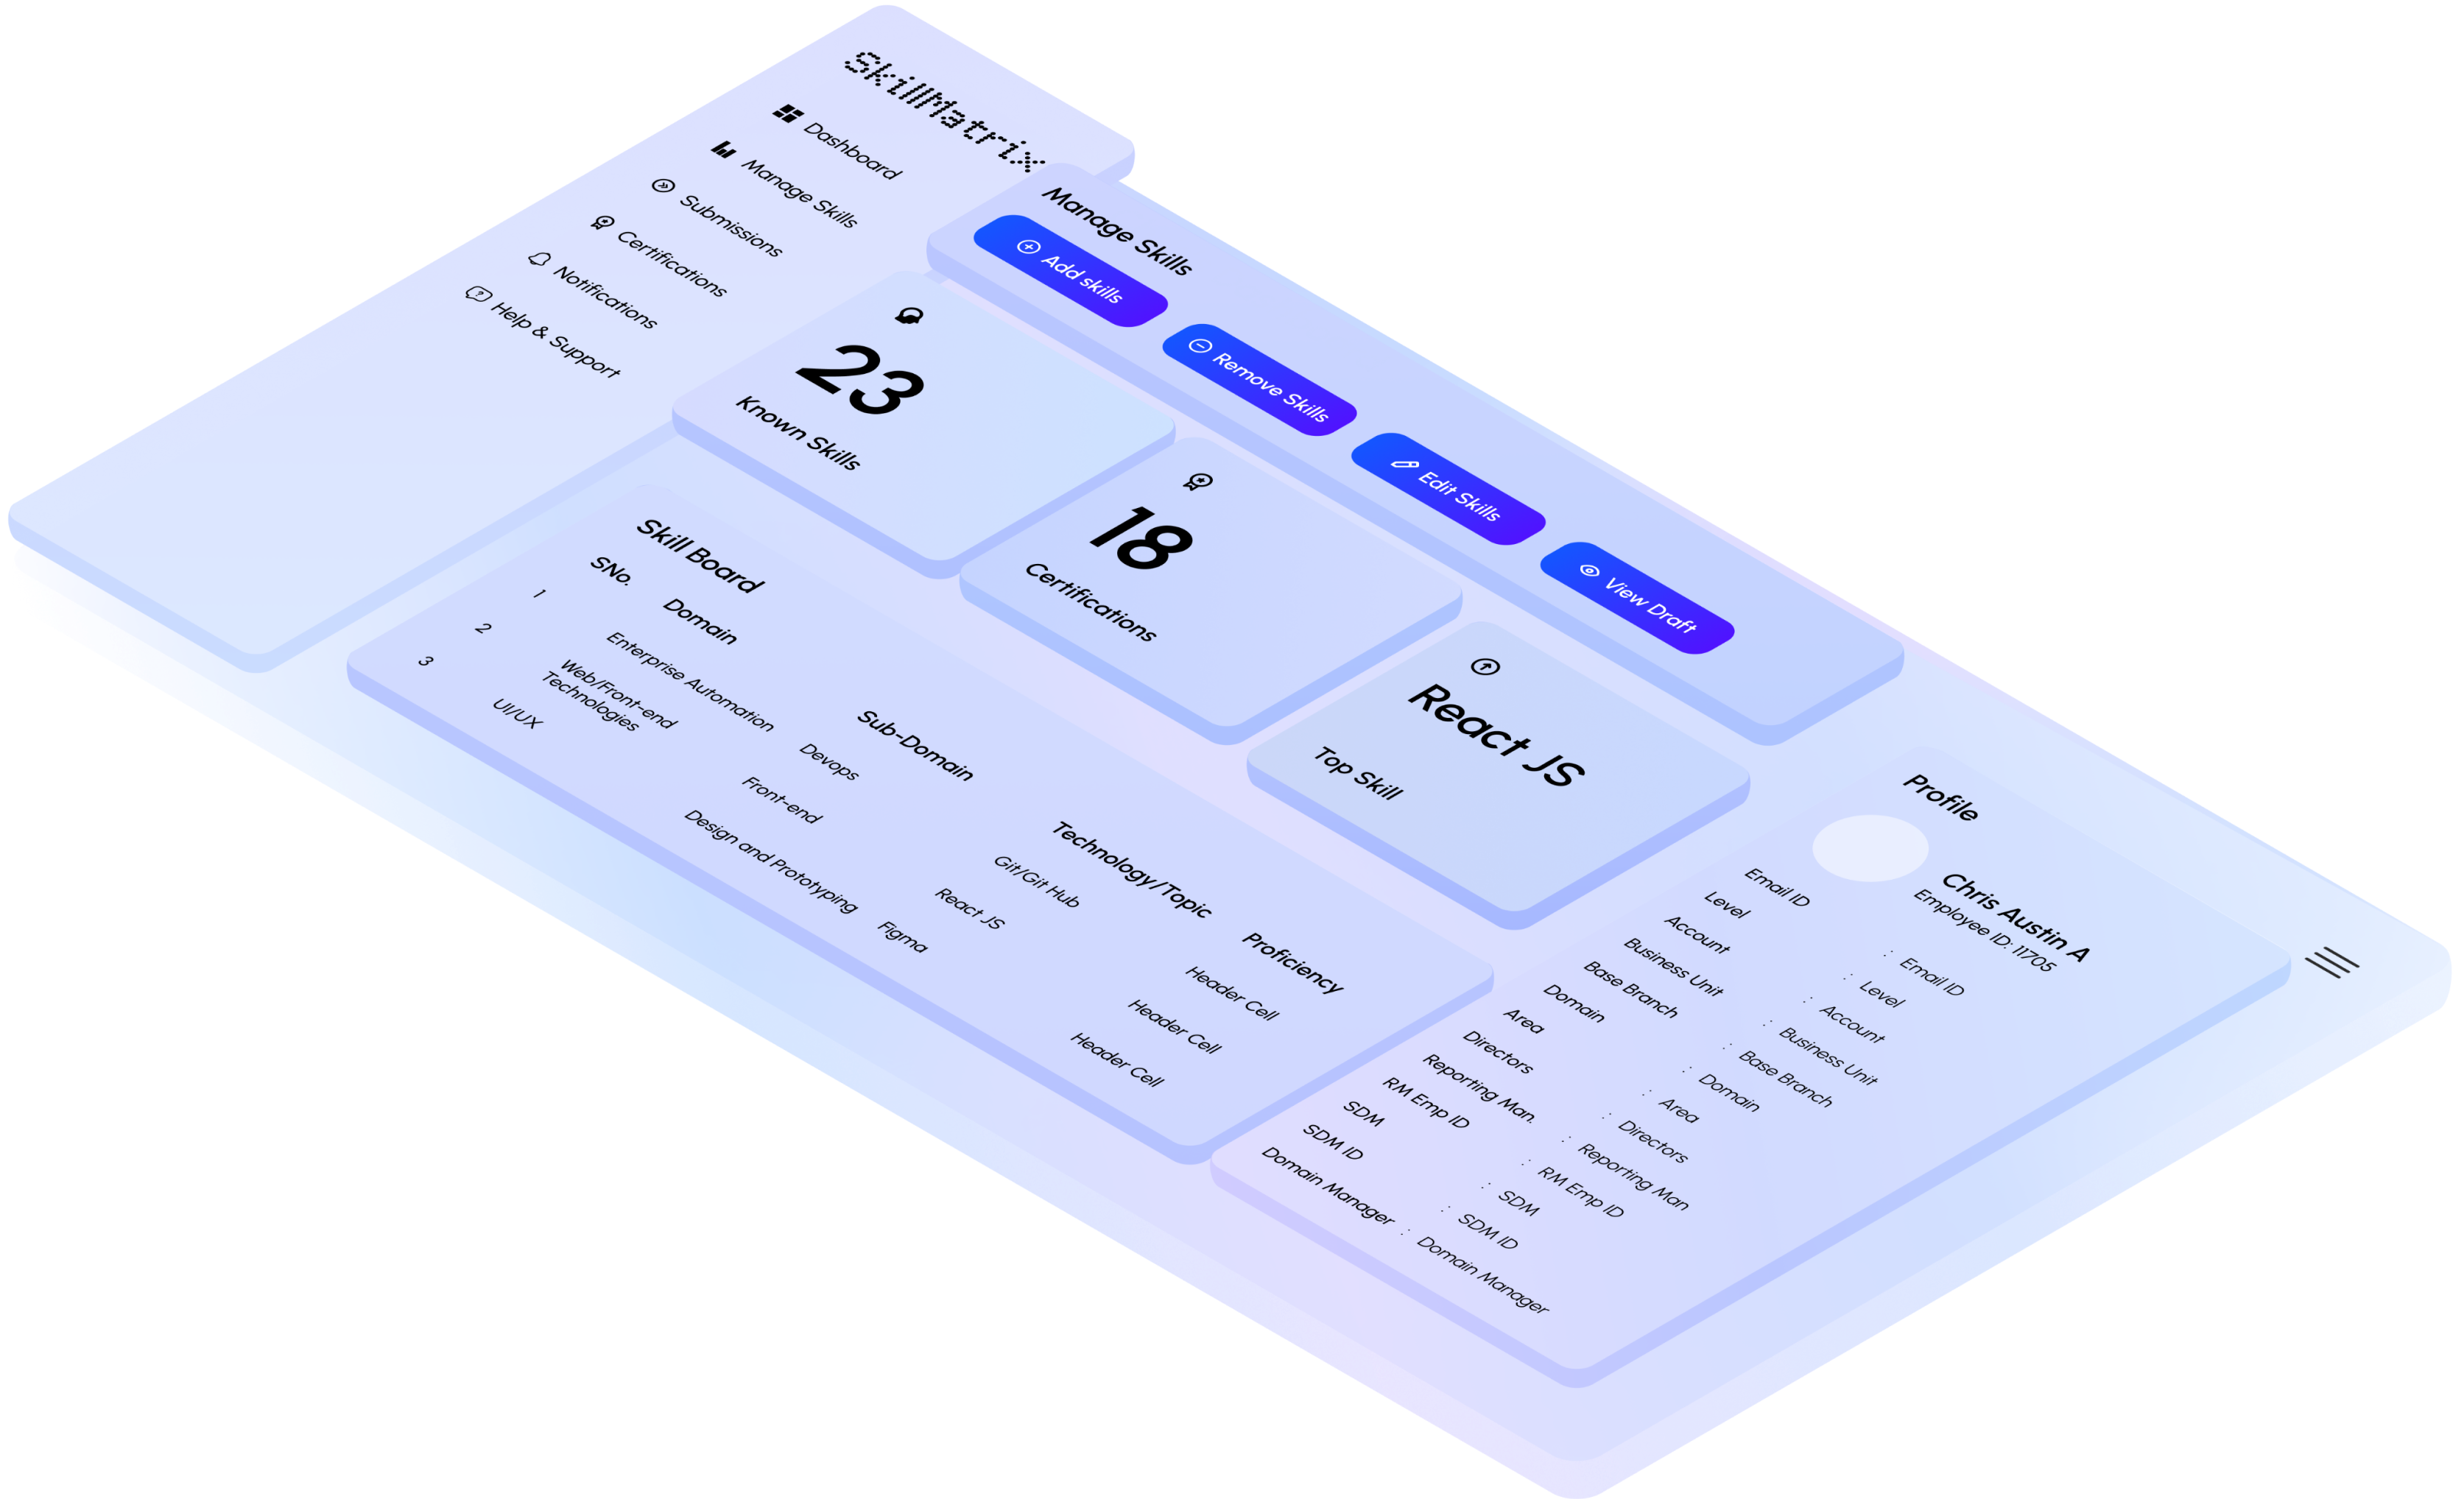 SkillMatrix
Dashboard
Manage Skills
Submissions
Certifications
Notifications
Help & Support
Manage Skills
Add skills
Remove Skills
Edit Skills
View Draft
23
Known Skills
18
Certifications
React JS
Top Skill
Skill Board
SNo. Domain Sub-Domain Technology/Topic Proficiency
1 Enterprise Automation Devops Git/Git Hub Header Cell
2 Web/Front-end
Technologies Front-end React JS Header Cell
3 UI/UX Design and Prototyping Figma Header Cell
Profile
Chris Austin A
Employee ID: 11705
Email ID : Email ID
Level : Level
Account : Account
Business Unit : Business Unit
Base Branch : Base Branch
Domain : Domain
Area : Area
Directors : Directors
Reporting Man. : Reporting Man
RM Emp ID : RM Emp ID
SDM : SDM
SDM ID : SDM ID
Domain Manager : Domain Manager